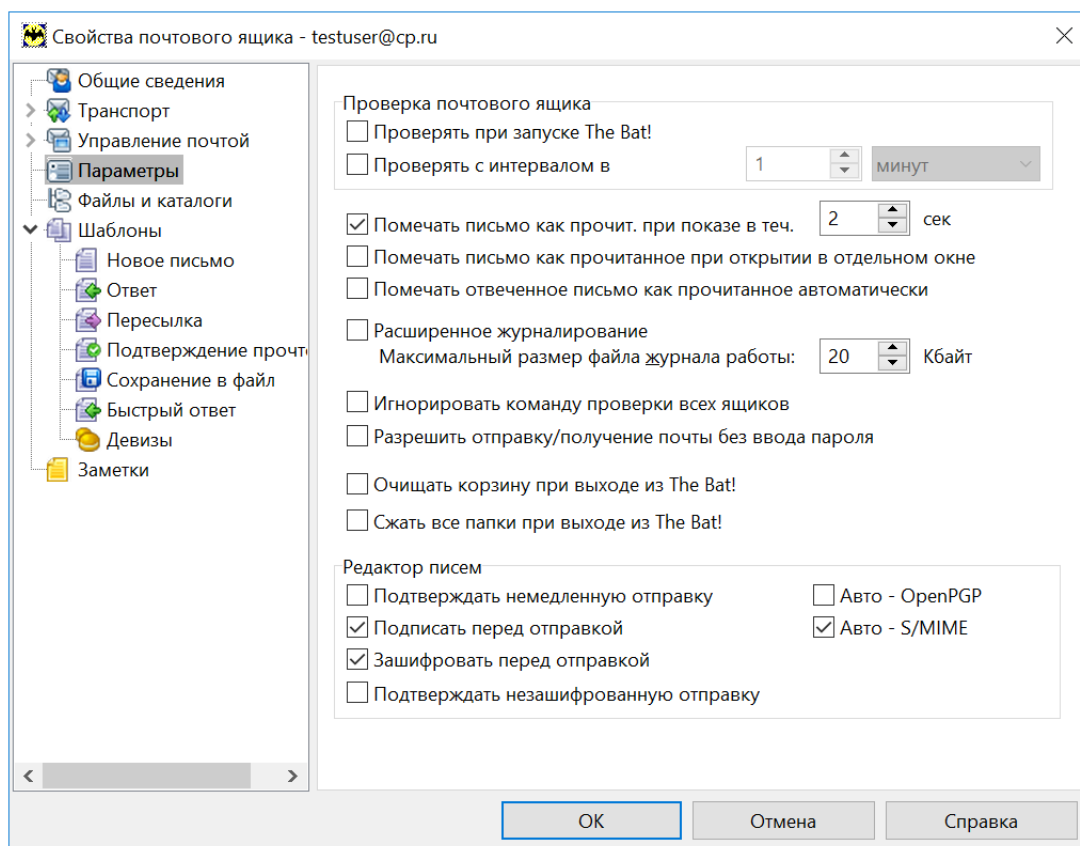 Свойства почтового ящика - testuser@cp.ru
Общие сведения
Транспорт
Управление почтой
Параметры
Файлы и каталоги
Шаблоны
Новое письмо
Ответ
Пересылка
Подтверждение прочт
Сохранение в файл
Быстрый ответ
Девизы
Заметки
Проверка почтового ящика
Проверять при запуске The Bat!
Проверять с интервалом в 1 минут
Помечать письмо как прочит. при показе в теч. 2 сек
Помечать письмо как прочитанное при открытии в отдельном окне
Помечать отвеченное письмо как прочитанное автоматически
Расширенное журналирование
Максимальный размер файла журнала работы: 20 Кбайт
Игнорировать команду проверки всех ящиков
Разрешить отправку/получение почты без ввода пароля
Очищать корзину при выходе из The Bat!
Сжать все папки при выходе из The Bat!
Редактор писем
Подтверждать немедленную отправку Авто - OpenPGP
Подписать перед отправкой Авто - S/MIME
Зашифровать перед отправкой
Подтверждать незашифрованную отправку
ОК Отмена Справка